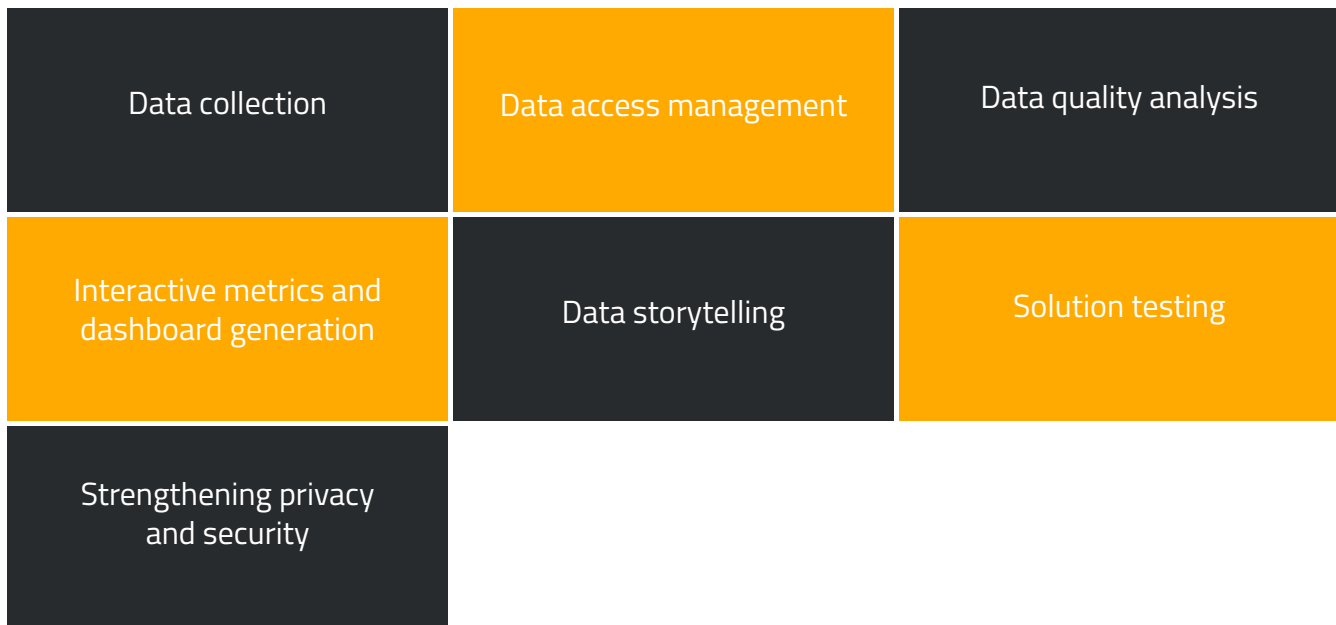 Data collection
Data access management
Data quality analysis
Interactive metrics and
dashboard generation
Data storytelling
Solution testing
Strengthening privacy
and security